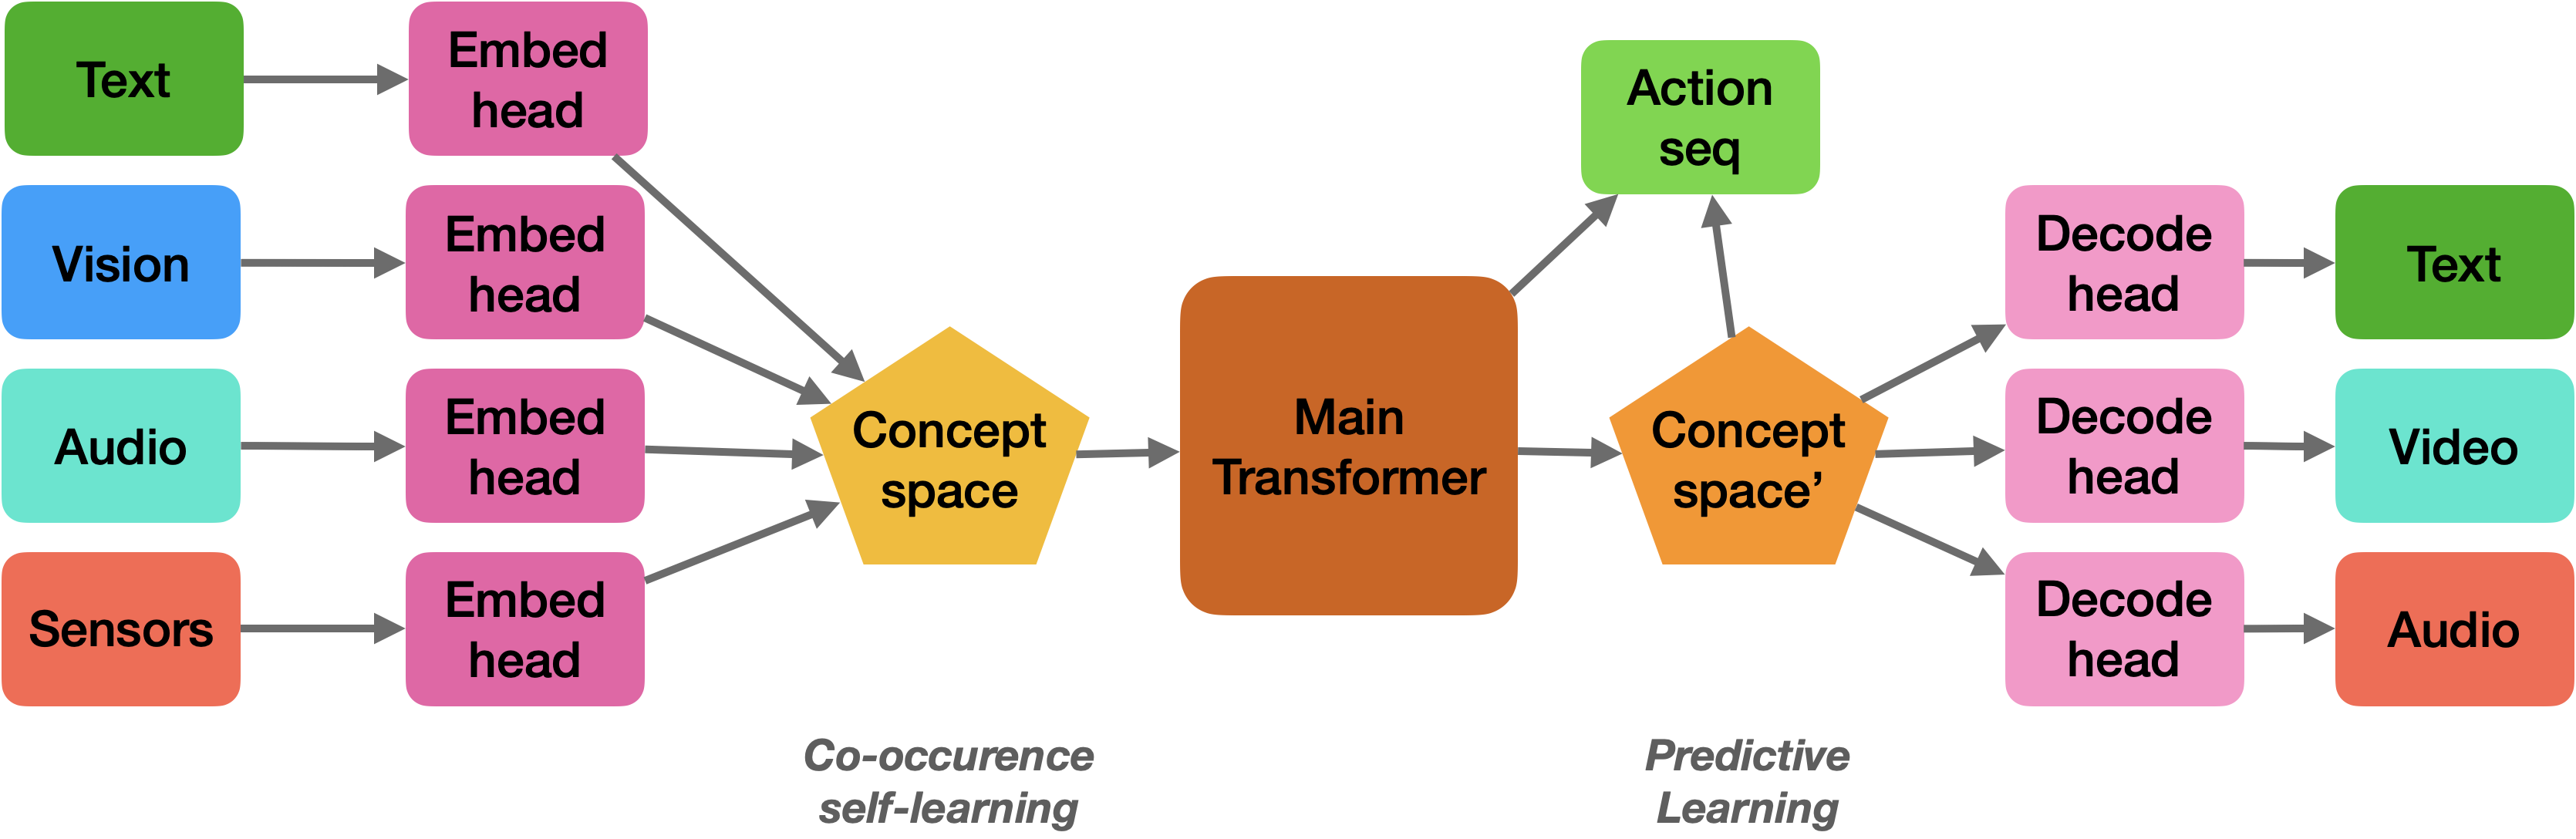 Text
Embed
head
Vision
Embed
head
Audio
Embed
head
Sensors
Embed
head
Concept
space
Co-occurence
self-learning
Main
Transformer
Action
seq
Concept
space’
Predictive
Learning
Decode
head
Text
Decode
head
Video
Decode
head
Audio